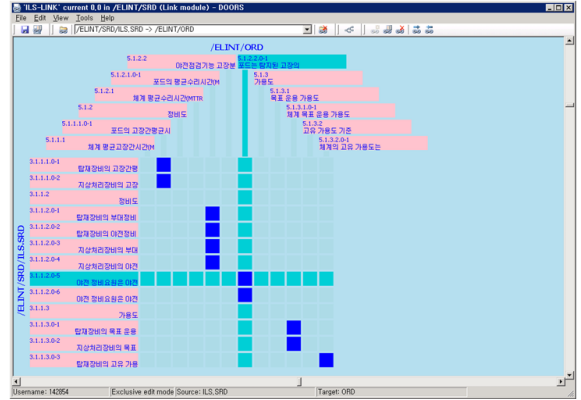 'ILS-LINK' current 0,0 in /ELINT/SRD (Link module) - DOORS
File Edit View Tools Help
/ELINT/SRD/ILS,SRD -> /ELINT/ORD
/ELINT/ORD
5.1.2.2
야전점검기능 고장분
5.1.2.2.0-1
포드는 탑지원 고장의
5.1.2.1.0-1
포드의 평균수리시간(M
5.1.3
가용도
5.1.2.1
체계 평균수리시간(MTTR
5.1.3.1
목표 운용 가용도
5.1.2
정비도
5.1.3.1.0-1
체계 목표 운용 가용도
5.1.1.1.0-1
포드의 고장간평균시
5.1.3.2
고유 가용도 기준
5.1.1.1
체계 평균고장간시간(M
5.1.3.2.0-1
체계의 고유 가용도는
/ELINT/SRD/ILS.SRD
3.1.1.1.0-1
탑재장비의 고장간평
3.1.1.1.0-2
지상처리장비의 고장
3.1.1.2
정비도
3.1.1.2.0-1
탑재장비의 부대정비
3.1.1.2.0-2
탑재장비의 야전정비
3.1.1.2.0-3
지상처리장비의 부대
3.1.1.2.0-4
지상처리장비의 야전
3.1.1.2.0-5
야전 정비요원은 야전
3.1.1.2.0-6
야전 정비요원은 야전
3.1.1.3
가용도
3.1.1.3.0-1
탑재장비의 목표 운용
3.1.1.3.0-2
지상처리장비의 목표
3.1.1.3.0-3
탑재장비의 고유 가용
Username: 142854 Exclusive edit mode Source: ILS,SRD Target: ORD